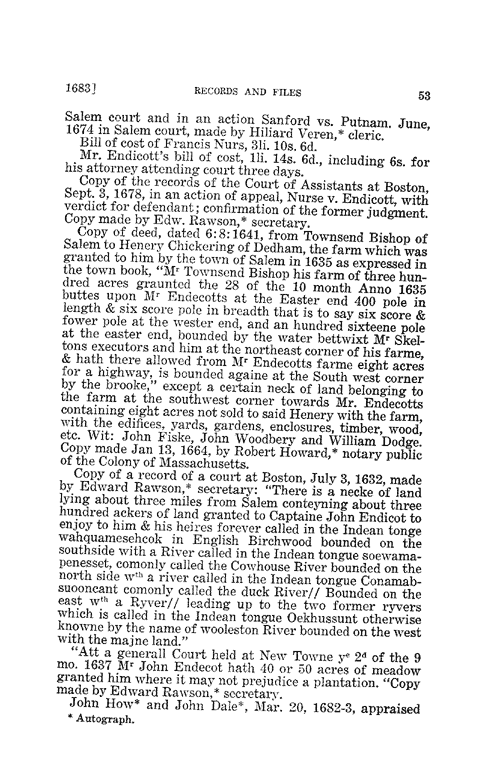 1683]
RECORDS AND FILES
53
Salem court and in an action Sanford vs. Putnam. June,
1674 in Salem court, made by Hiliard Veren,* cleric.
Bill of cost of Francis Nurs, 3li. 10s. 6d.
Mr. Endicott's bill of cost, 1li. 14s. 6d., including 6s. for
his attorney attending court three days.
Copy of the records of the Court of Assistants at Boston,
Sept. 3, 1678, in an action of appeal, Nurse v. Endicott, with
verdict for defendant; confirmation of the former judgment.
Copy made by Edw. Rawson,* secretary.
Copy of deed, dated 6:8:1641, from Townsend Bishop of
Salem to Henery Chickering of Dedham, the farm which was
granted to him by the town of Salem in 1635 as expressed in
the town book, "Mr Townsend Bishop his farm of three hun-
dred acres graunted the 28 of the 10 month Anno 1635
buttes upon Mr Endecotts at the Easter end 400 pole in
length & six score pole in breadth that is to say six score &
fower pole at the wester end, and an hundred sixteene pole
at the easter end, bounded by the water bettwixt Mr Skel-
tons executors and him at the northeast corner of his farme,
& hath there allowed from Mr Endecotts farme eight acres
for a highway, is bounded againe at the South west corner
by the brooke," except a certain neck of land belonging to
the farm at the southwest corner towards Mr. Endecotts
containing eight acres not sold to said Henery with the farm,
with the edifices, yards, gardens, enclosures, timber, wood,
etc. Wit: John Fiske, John Woodbery and William Dodge.
Copy made Jan 13, 1664, by Robert Howard,* notary public
of the Colony of Massachusetts.
Copy of a record of a court at Boston, July 3, 1632, made
by Edward Rawson,* secretary: "There is a necke of land
lying about three miles from Salem conteyning about three
hundred ackers of land granted to Captaine John Endicot to
enjoy to him & his heires forever called in the Indean tonge
wahquamesehcok in English Birchwood bounded on the
southside with a River called in the Indean tongue soewama-
penesset, comonly called the Cowhouse River bounded on the
north side wth a river called in the Indean tongue Conamab-
suooncant comonly called the duck River// Bounded on the
east wth a Ryver// leading up to the two former ryvers
which is called in the Indean tongue Oekhussunt otherwise
knowne by the name of wooleston River bounded on the west
with the majne land."
"Att a generall Court held at New Towne ye 2d of the 9
mo. 1637 Mr John Endecot hath 40 or 50 acres of meadow
granted him where it may not prejudice a plantation. "Copy
made by Edward Rawson,* secretary.
John How* and John Dale*, Mar. 20, 1682-3, appraised
* Autograph.